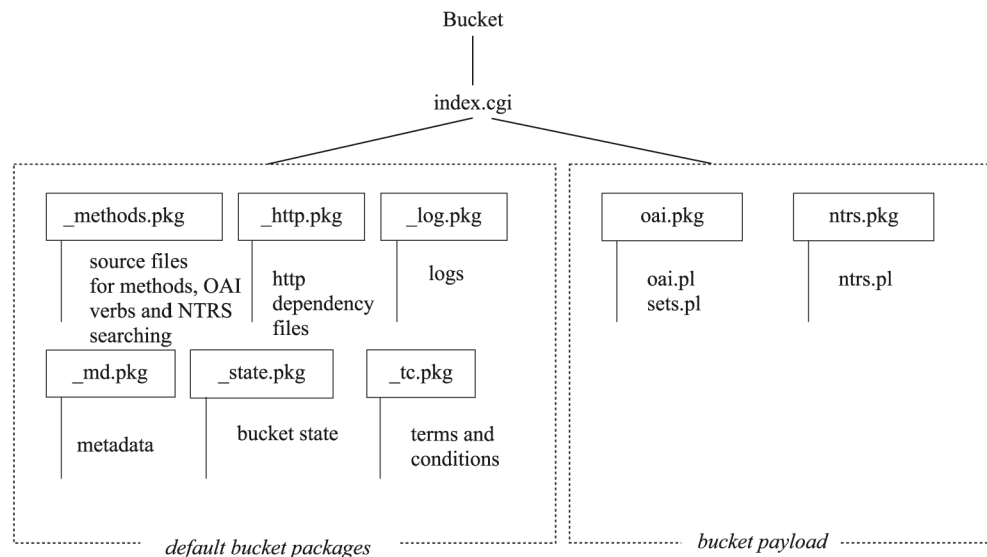 Bucket
index.cgi
_methods.pkg
source files
for methods, OAI
verbs and NTRS
searching
_http.pkg
http
dependency
files
_log.pkg
logs
_md.pkg
metadata
_state.pkg
bucket state
_tc.pkg
terms and
conditions
default bucket packages
oai.pkg
oai.pl
sets.pl
ntrs.pkg
ntrs.pl
bucket payload